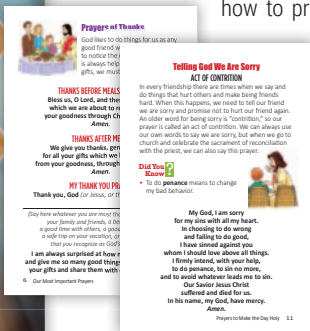 how to pr
Prayers of Thanks
God likes to do things for us as any
good friend w
to notice the
is always help
gifts, we must
THANKS BEFORE MEALS
Bless us, O Lord, and thes
which we are about to r
your goodness through Ch
Amen.
THANKS AFTER ME
We give you thanks, gen
for all your gifts which we
from your goodness, through
Amen.
MY THANK YOU PRA
Thank you, God (or Jesus, or th
(Say here whatever you are most tha
your family and friends, a be
a good time with others, a good
a safe trip on your vacation, or
that you recognize as God's
I am always surprised at how m
and give me so many good things
your gifts and share them with
6 Our Most Important Prayers
Telling God We Are Sorry
ACT OF CONTRITION
In every friendship there are times when we say and
do things that hurt others and make being friends
hard. When this happens, we need to tell our friend
we are sorry and promise not to hurt our friend again.
An older word for being sorry is "contrition," so our
prayer is called an act of contrition. We can always use
our own words to say we are sorry, but when we go to
church and celebrate the sacrament of reconciliation
with the priest, we can also say this prayer.
Did You
Know?
• To do penance means to change
my bad behavior.
My God, I am sorry
for my sins with all my heart.
In choosing to do wrong
and failing to do good,
I have sinned against you
whom I should love above all things.
I firmly intend, with your help,
to do penance, to sin no more,
and to avoid whatever leads me to sin.
Our Savior Jesus Christ
suffered and died for us.
In his name, my God, have mercy.
Amen.
Prayers to Make the Day Holy 11